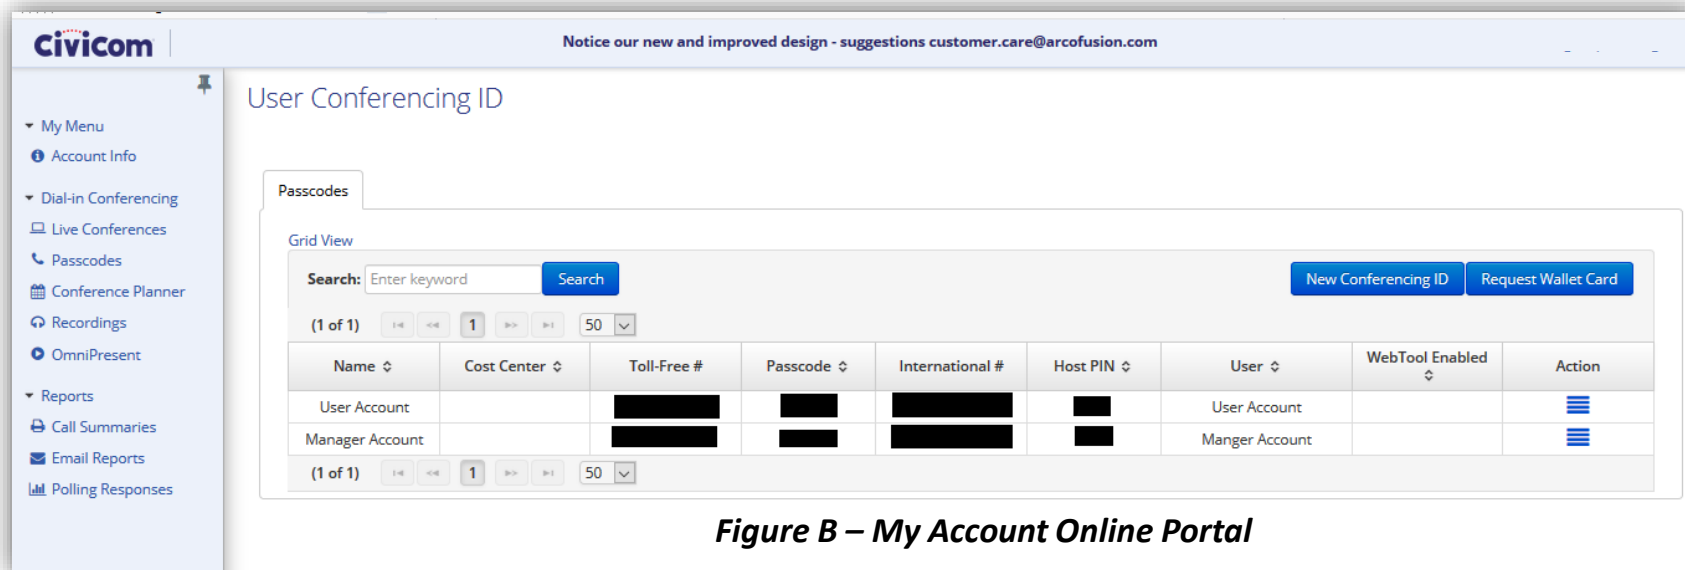 Civicom
Notice our new and improved design - suggestions customer.care@arcofusion.com
User Conferencing ID
My Menu
Account Info
Dial-in Conferencing
Live Conferences
Passcodes
Conference Planner
Recordings
OmniPresent
Reports
Call Summaries
Email Reports
Polling Responses
Passcodes
Grid View
Search: Enter keyword Search New Conferencing ID Request Wallet Card
(1 of 1) 1 50
Name Cost Center Toll-Free # Passcode International # Host PIN User WebTool Enabled Action
User Account User Account
Manager Account Manger Account
(1 of 1) 1 50
Figure B – My Account Online Portal